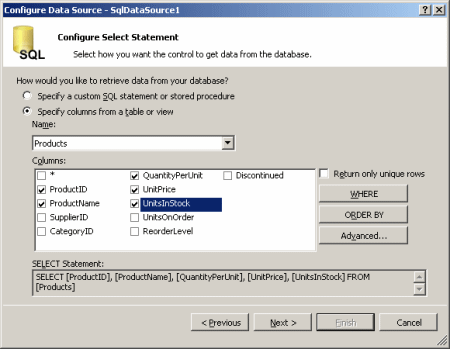 Configure Data Source - SqlDataSource1
SQL
Configure Select Statement
Select how you want the control to get data from the database.
How would you like to retrieve data from your database?
Specify a custom SQL statement or stored procedure
Specify columns from a table or view
Name:
Products
Columns:
* QuantityPerUnit Discontinued
Return only unique rows
ProductID UnitPrice
WHERE
ProductName UnitsInStock
SupplierID UnitsOnOrder
ORDER BY
CategoryID ReorderLevel
Advanced...
SELECT Statement:
SELECT [ProductID], [ProductName], [QuantityPerUnit], [UnitPrice], [UnitsInStock] FROM
[Products]
< Previous Next > Finish Cancel